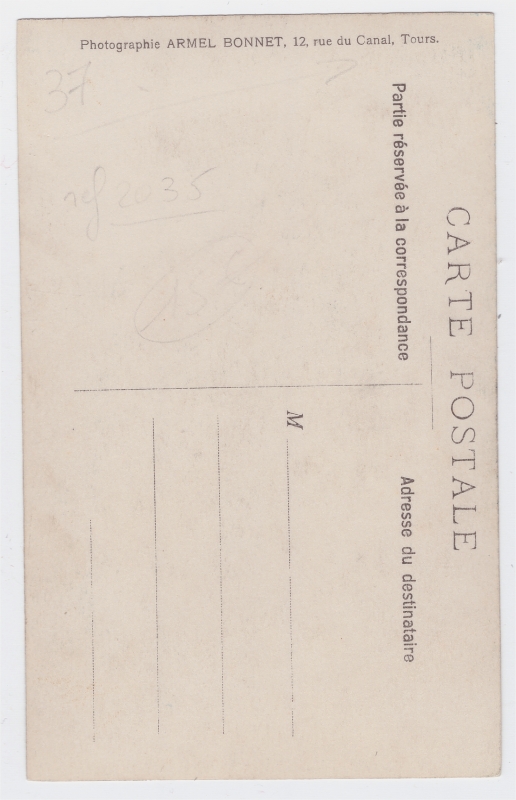 Photographie ARMEL BONNET, 12, rue du Canal, Tours.
37.
ref 2035
CARTE POSTALE
Partie réservée à la correspondance
Adresse du destinataire
M